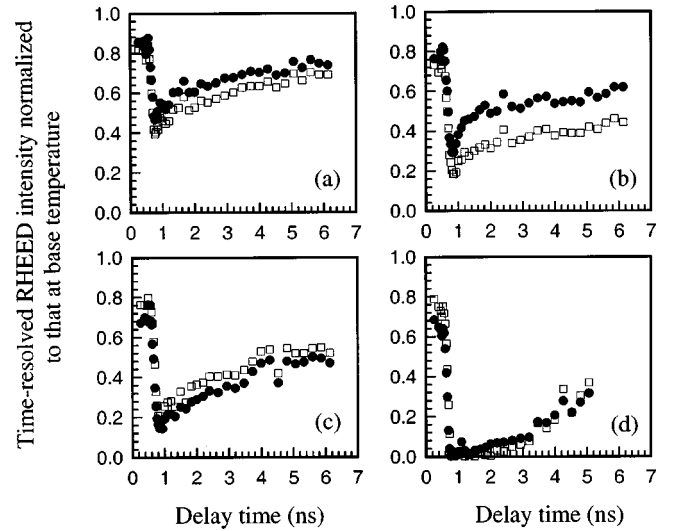 Time-resolved RHEED intensity normalized
to that at base temperature
1.0
0.8
0.6
0.4
0.2
0.0
0 1 2 3 4 5 6 7
(a)
1.0
0.8
0.6
0.4
0.2
0.0
0 1 2 3 4 5 6 7
(b)
1.0
0.8
0.6
0.4
0.2
0.0
0 1 2 3 4 5 6 7
(c)
Delay time (ns)
1.0
0.8
0.6
0.4
0.2
0.0
0 1 2 3 4 5 6 7
(d)
Delay time (ns)